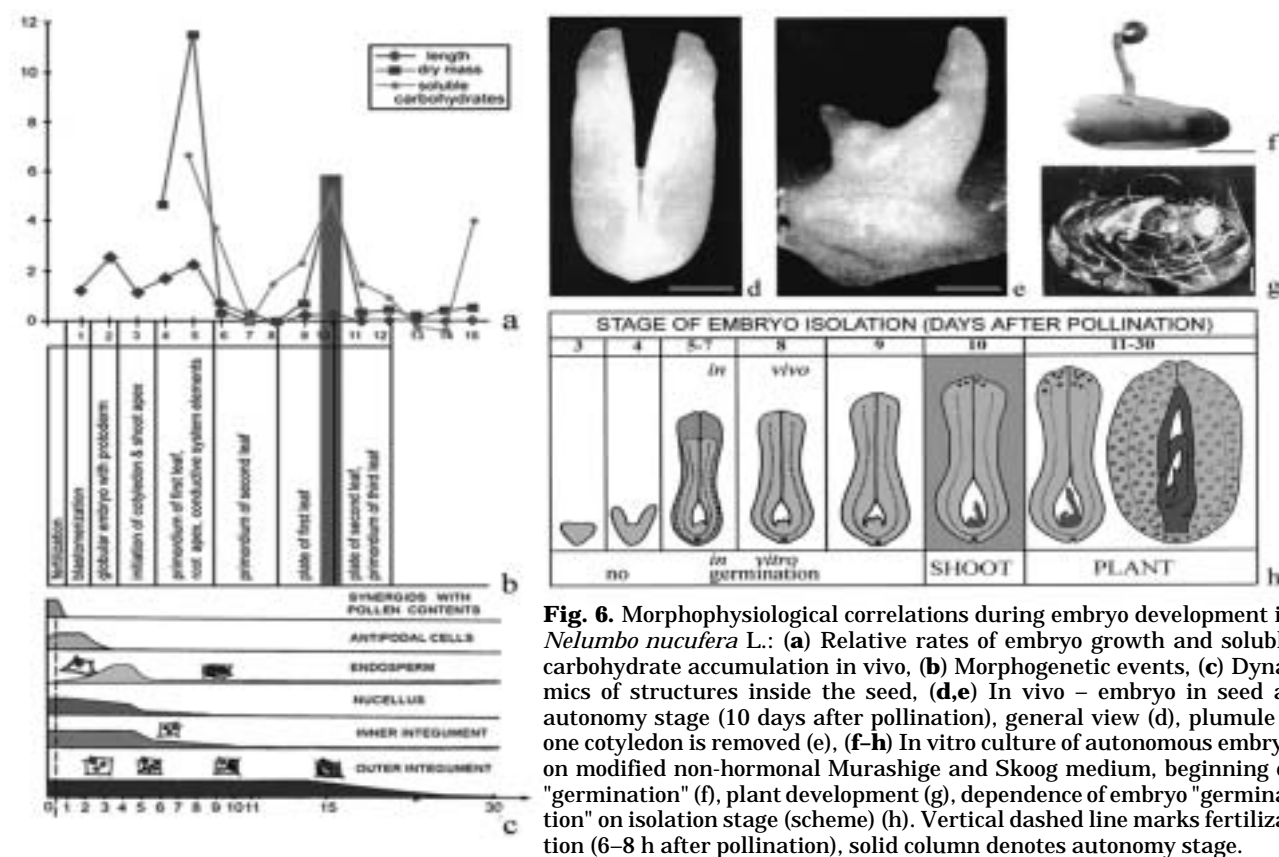 12
10
8
6
4
2
0
length
dry mass
soluble
carbohydrates
1 2 3 4 5 6 7 8 9 10 11 12 13 14 15
a
fertilization
blastomerization
globular embryo with protoderm
initiation of cotyledon & shoot apes
primordium of first leaf,
root apes, conductive system elements
primordium of second leaf
plate of first leaf
plate of second leaf,
primordium of third leaf
b
SYNERGIDS WITH
POLLEN CONTENTS
ANTIPODAL CELLS
ENDOSPERM
NUCELLUS
INNER INTEGUMENT
OUTER INTEGUMENT
0 1 2 3 4 5 6 7 8 9 10 11 15 30
c
d
e
f
g
STAGE OF EMBRYO ISOLATION (DAYS AFTER POLLINATION)
3 4 5-7 8 9 10 11-30
in vivo
in vitro
no germination SHOOT PLANT
h
Fig. 6. Morphophysiological correlations during embryo development i
Nelumbo nucufera L.: (a) Relative rates of embryo growth and solubl
carbohydrate accumulation in vivo, (b) Morphogenetic events, (c) Dyna
mics of structures inside the seed, (d,e) In vivo – embryo in seed a
autonomy stage (10 days after pollination), general view (d), plumule
one cotyledon is removed (e), (f–h) In vitro culture of autonomous embry
on modified non-hormonal Murashige and Skoog medium, beginning o
"germination" (f), plant development (g), dependence of embryo "germina
tion" on isolation stage (scheme) (h). Vertical dashed line marks fertiliza
tion (6–8 h after pollination), solid column denotes autonomy stage.